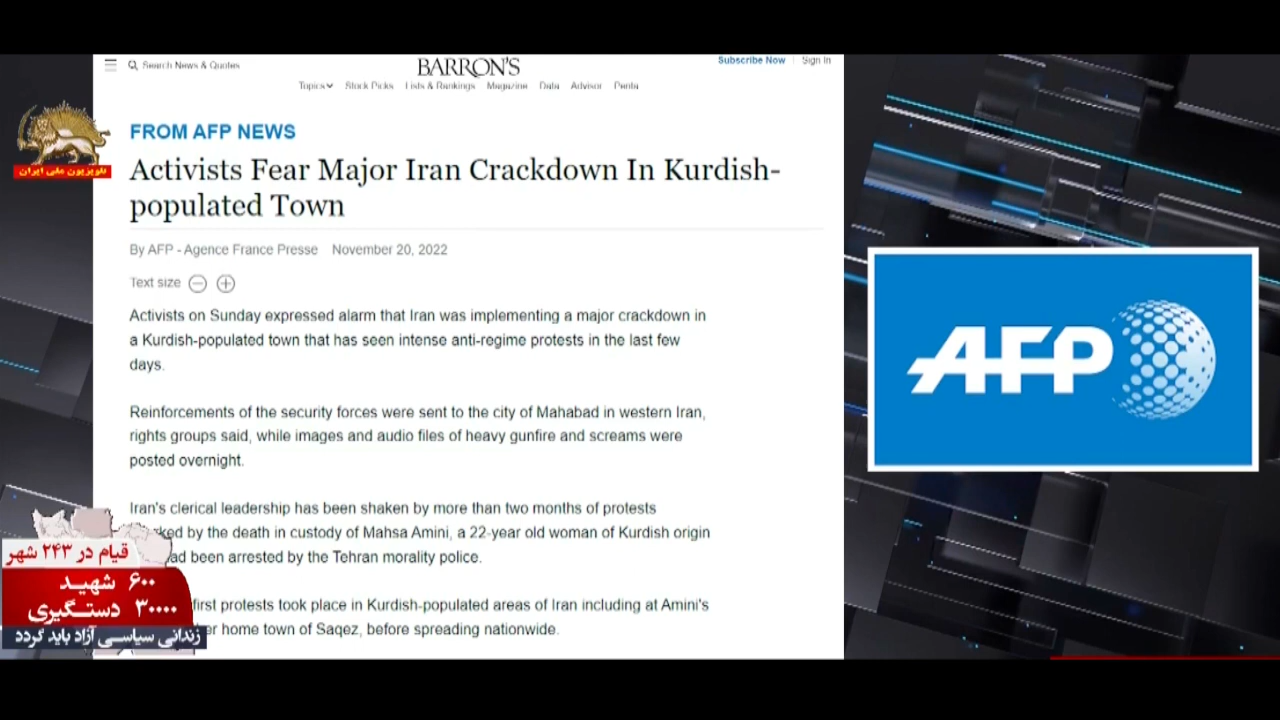 Search News & Quotes
BARRON'S
Subscribe Now
Sign In
Topics
Stock Picks
Lists & Rankings
Magazine
Data
Advisor
Penta
FROM AFP NEWS
Activists Fear Major Iran Crackdown In Kurdish-
populated Town
By AFP - Agence France Presse November 20, 2022
Text size
Activists on Sunday expressed alarm that Iran was implementing a major crackdown in
a Kurdish-populated town that has seen intense anti-regime protests in the last few
days.
Reinforcements of the security forces were sent to the city of Mahabad in western Iran,
rights groups said, while images and audio files of heavy gunfire and screams were
posted overnight.
Iran's clerical leadership has been shaken by more than two months of protests
by the death in custody of Mahsa Amini, a 22-year old woman of Kurdish origin
been arrested by the Tehran morality police.
first protests took place in Kurdish-populated areas of Iran including at Amini's
home town of Saqez, before spreading nationwide.
تلویزیون ملی ایران
قیام در ۲۴۳ شهر
۶۰۰ شهید
۳۰۰۰۰ دستگیری
زندانی سیاسی آزاد باید گردد
AFP